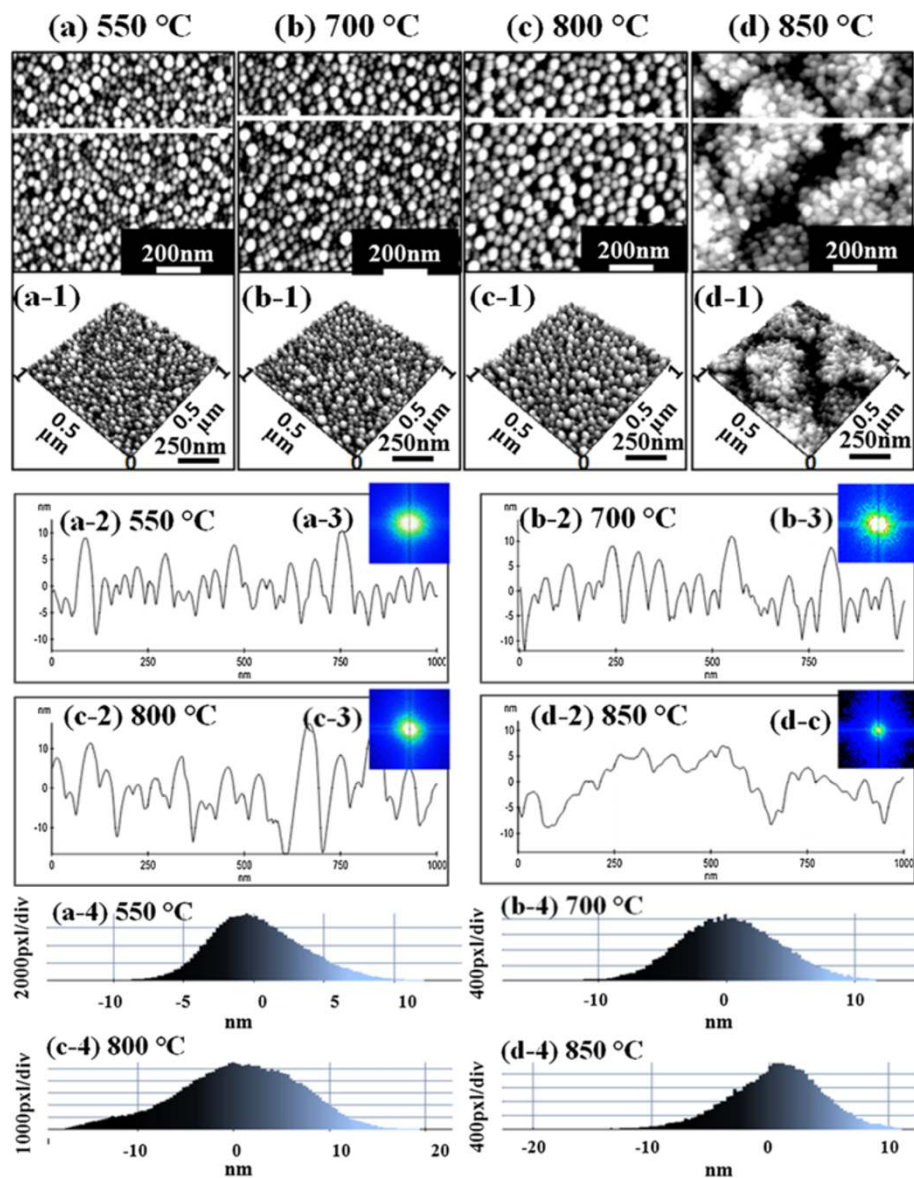 (a) 550 °C (b) 700 °C (c) 800 °C (d) 850 °C
200nm 200nm 200nm 200nm
(a-1) (b-1) (c-1) (d-1)
1 1 1 1 1 1 1 1
0.5 μm 0.5 μm 0.5 μm 0.5 μm 0.5 μm 0.5 μm 0.5 μm 0.5 μm
250nm 250nm 250nm 250nm
0 0 0 0
nm (a-2) 550 °C (a-3)
10
5
0
-5
-10
0 250 500 750 1000
nm
nm (b-2) 700 °C (b-3)
10
5
0
-5
-10
0 250 500 750
nm
nm (c-2) 800 °C (c-3)
10
0
-10
0 250 500 750 1000
nm
nm (d-2) 850 °C (d-c)
10
5
0
-5
-10
0 250 500 750 1000
nm
(a-4) 550 °C
2000pxl/div
-10 -5 0 5 10
nm
(b-4) 700 °C
400pxl/div
-10 0 10
nm
(c-4) 800 °C
1000pxl/div
-10 0 10 20
nm
(d-4) 850 °C
400pxl/div
-20 -10 0 10
nm